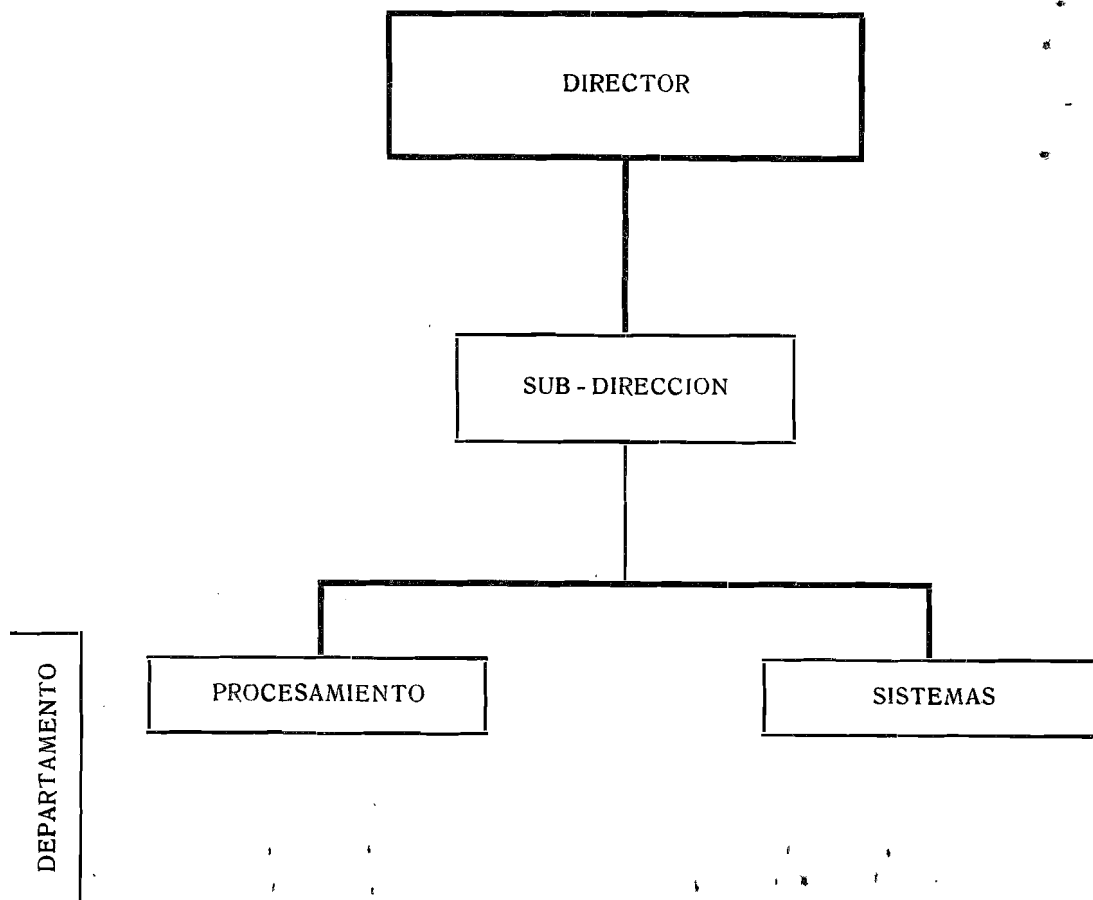 DIRECTOR
SUB - DIRECCION
PROCESAMIENTO
SISTEMAS
DEPARTAMENTO